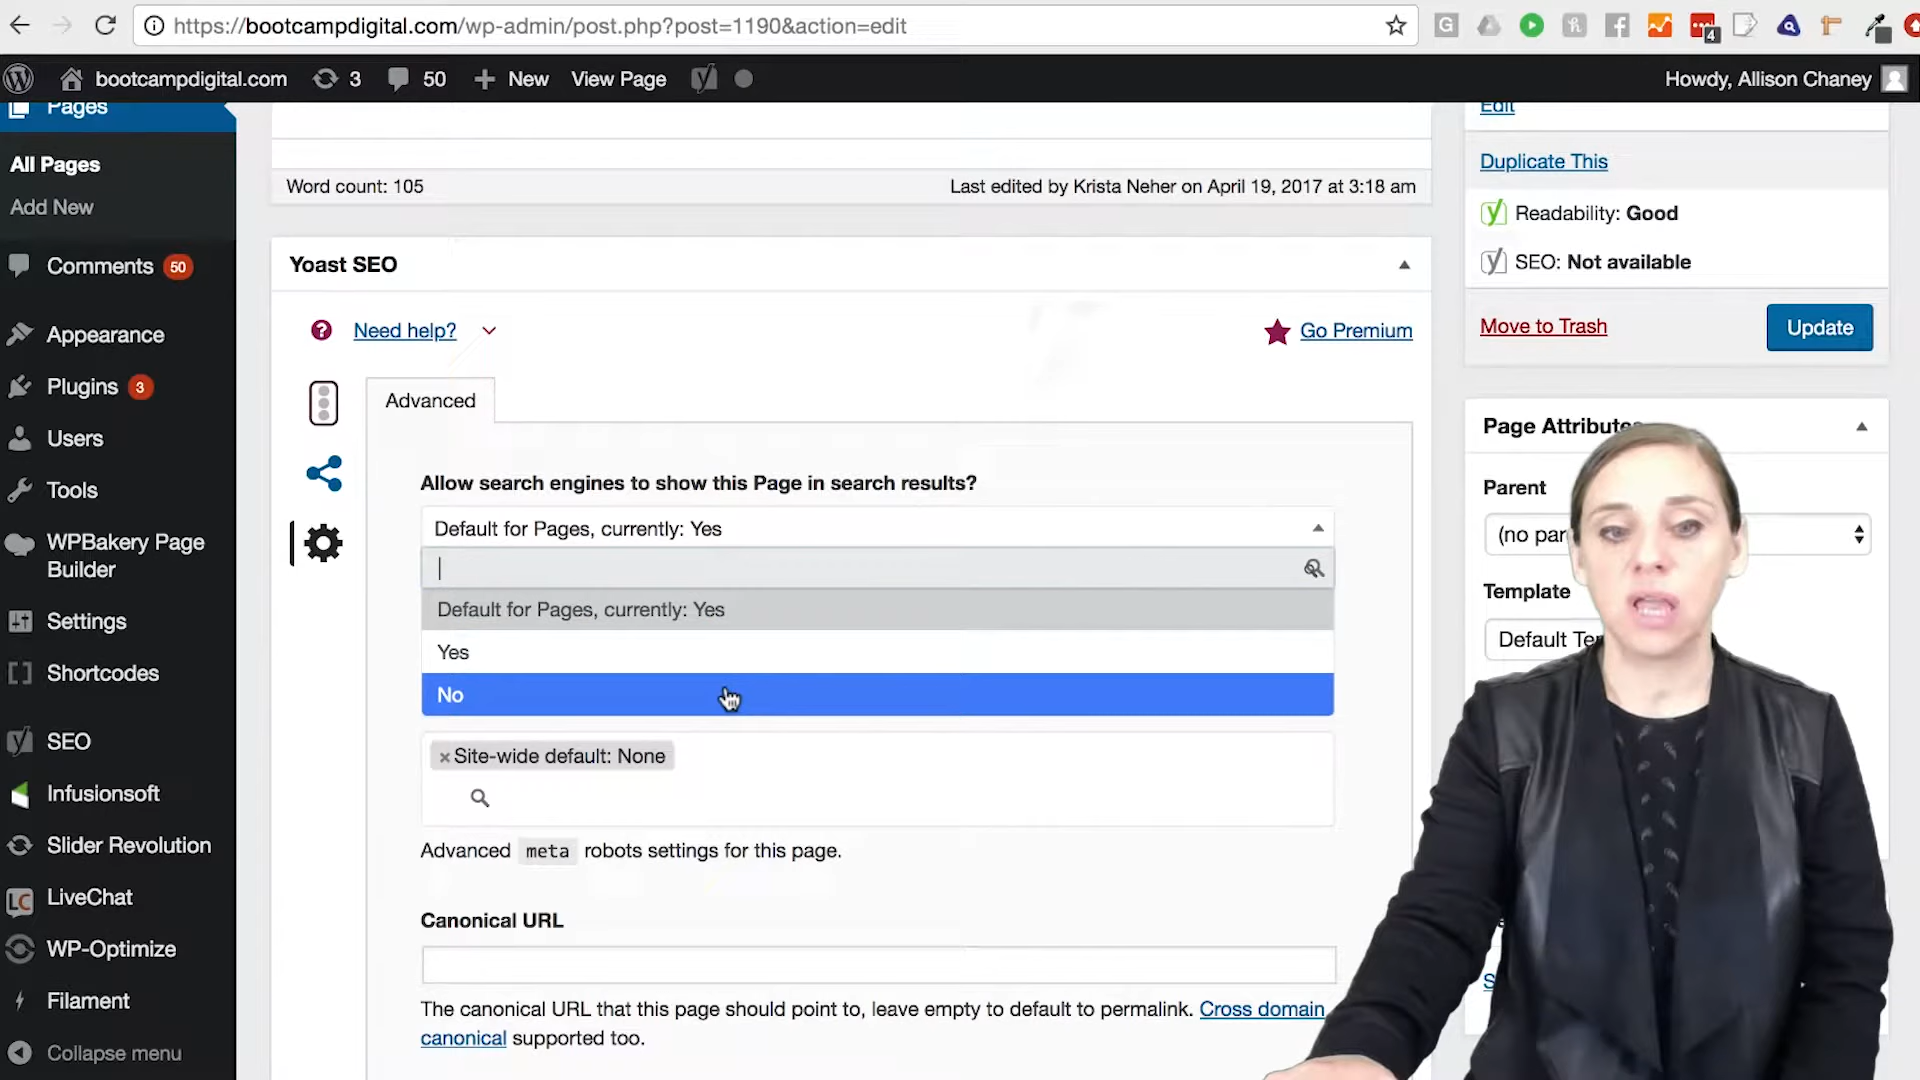 https://bootcampdigital.com/wp-admin/post.php?post=1190&action=edit
4
bootcampdigital.com 3 50 + New View Page
Howdy, Allison Chaney
Pages
All Pages
Add New
Comments 50
Appearance
Plugins 3
Users
Tools
WPBakery Page
Builder
Settings
Shortcodes
SEO
Infusionsoft
Slider Revolution
LC LiveChat
WP-Optimize
Filament
Collapse menu
Word count: 105
Last edited by Krista Neher on April 19, 2017 at 3:18 am
Yoast SEO
Need help?
Go Premium
Advanced
Allow search engines to show this Page in search results?
Default for Pages, currently: Yes
Default for Pages, currently: Yes
Yes
No
×Site-wide default: None
Advanced meta robots settings for this page.
Canonical URL
The canonical URL that this page should point to, leave empty to default to permalink. Cross domain
canonical supported too.
Edit
Duplicate This
Readability: Good
SEO: Not available
Move to Trash
Update
Page Attributes
Parent
(no par
Template
Default Te